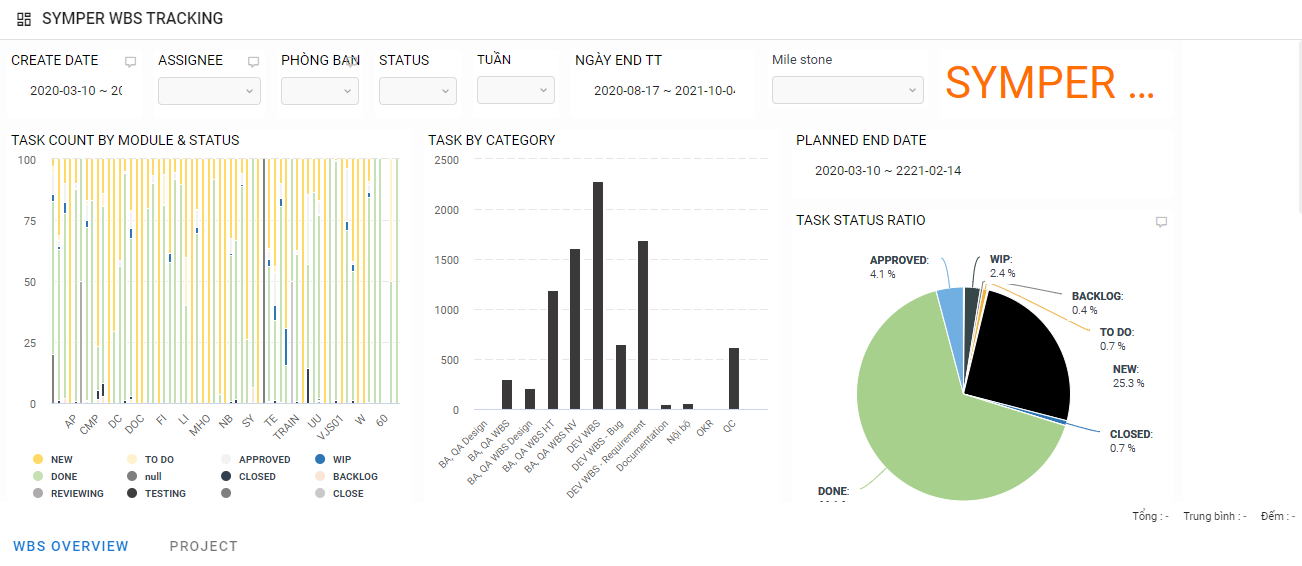 SYMPER WBS TRACKING
CREATE DATE
ASSIGNEE
PHÒNG BAN
STATUS
TUẦN
NGÀY END TT
Mile stone
2020-03-10 ~ 20
2020-08-17 ~ 2021-10-04
SYMPER ...
TASK COUNT BY MODULE & STATUS
100
75
50
25
0
AP
CMP
DC
DOC
FI
LI
MHO
NB
SY
TE
TRAIN
UU
VJS01
W
60
NEW
TO DO
APPROVED
WIP
DONE
null
CLOSED
BACKLOG
REVIEWING
TESTING
CLOSE
TASK BY CATEGORY
2500
2000
1500
1000
500
0
BA, QA Design
BA, QA WBS
BA, QA WBS Design
BA, QA WBS HT
BA, QA WBS NV
DEV WBS
DEV WBS - Bug
DEV WBS - Requirement
Documentation
Nội bộ
OKR
QC
PLANNED END DATE
2020-03-10 ~ 2221-02-14
TASK STATUS RATIO
APPROVED:
4.1 %
WIP:
2.4 %
BACKLOG:
0.4 %
TO DO:
0.7 %
NEW:
25.3 %
CLOSED:
0.7 %
DONE:
Tổng : -
Trung bình : -
Đếm : -
WBS OVERVIEW
PROJECT